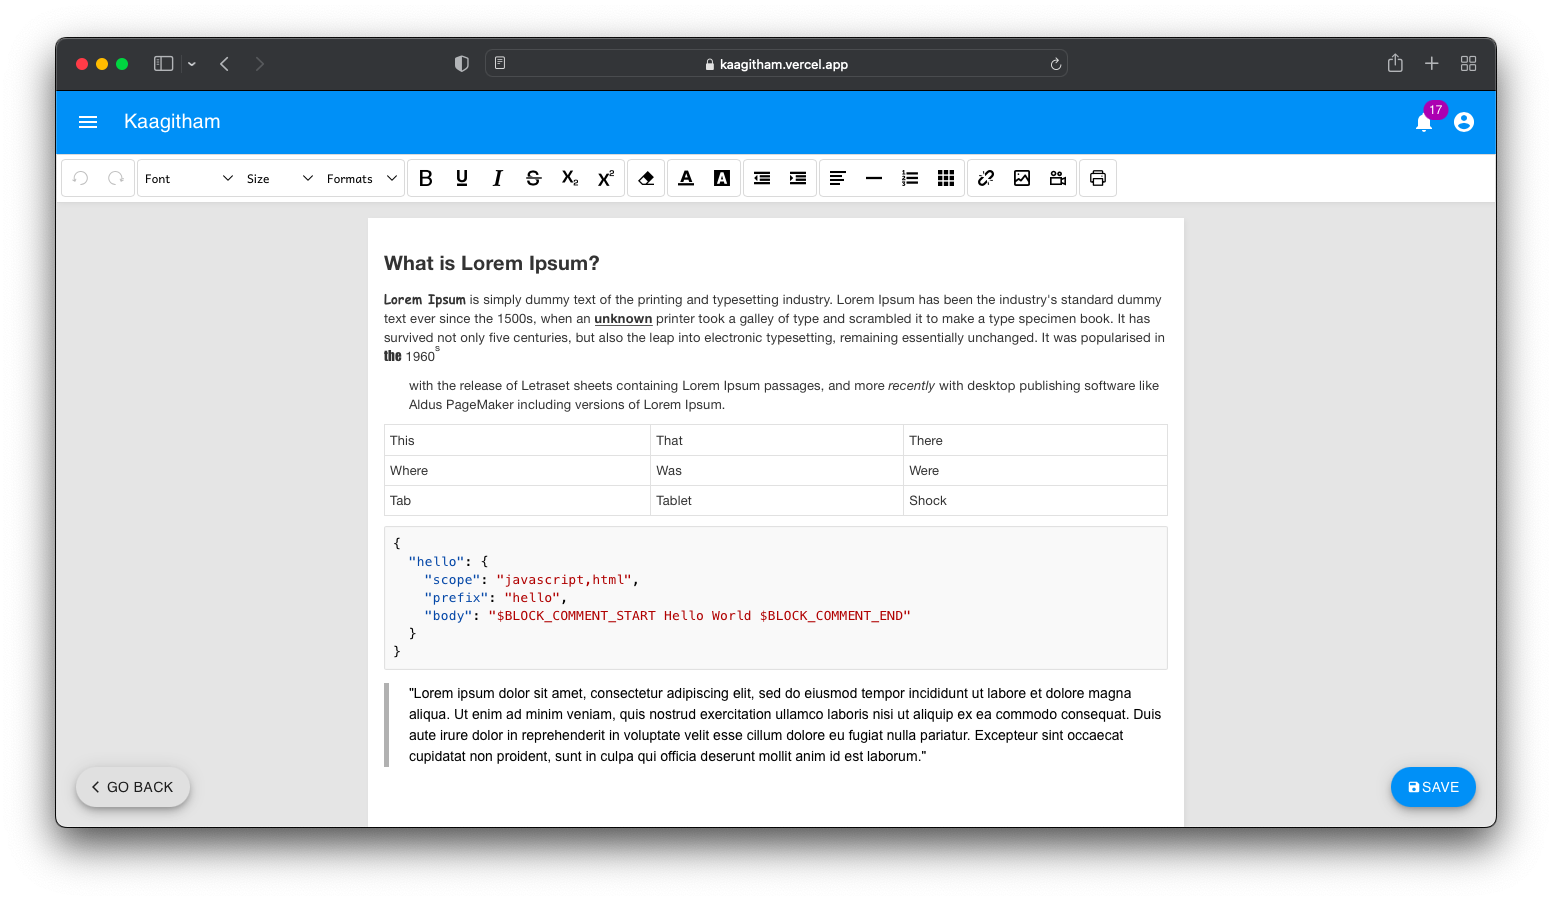 kaagitham.vercel.app
Kaagitham
17
Font Size Formats
What is Lorem Ipsum?
Lorem Ipsum is simply dummy text of the printing and typesetting industry. Lorem Ipsum has been the industry's standard dummy
text ever since the 1500s, when an unknown printer took a galley of type and scrambled it to make a type specimen book. It has
survived not only five centuries, but also the leap into electronic typesetting, remaining essentially unchanged. It was popularised in
the 1960s
with the release of Letraset sheets containing Lorem Ipsum passages, and more recently with desktop publishing software like
Aldus PageMaker including versions of Lorem Ipsum.
This That There
Where Was Were
Tab Tablet Shock
{
"hello": {
"scope": "javascript,html",
"prefix": "hello",
"body": "$BLOCK_COMMENT_START Hello World $BLOCK_COMMENT_END"
}
}
"Lorem ipsum dolor sit amet, consectetur adipiscing elit, sed do eiusmod tempor incididunt ut labore et dolore magna
aliqua. Ut enim ad minim veniam, quis nostrud exercitation ullamco laboris nisi ut aliquip ex ea commodo consequat. Duis
aute irure dolor in reprehenderit in voluptate velit esse cillum dolore eu fugiat nulla pariatur. Excepteur sint occaecat
cupidatat non proident, sunt in culpa qui officia deserunt mollit anim id est laborum."
GO BACK
SAVE